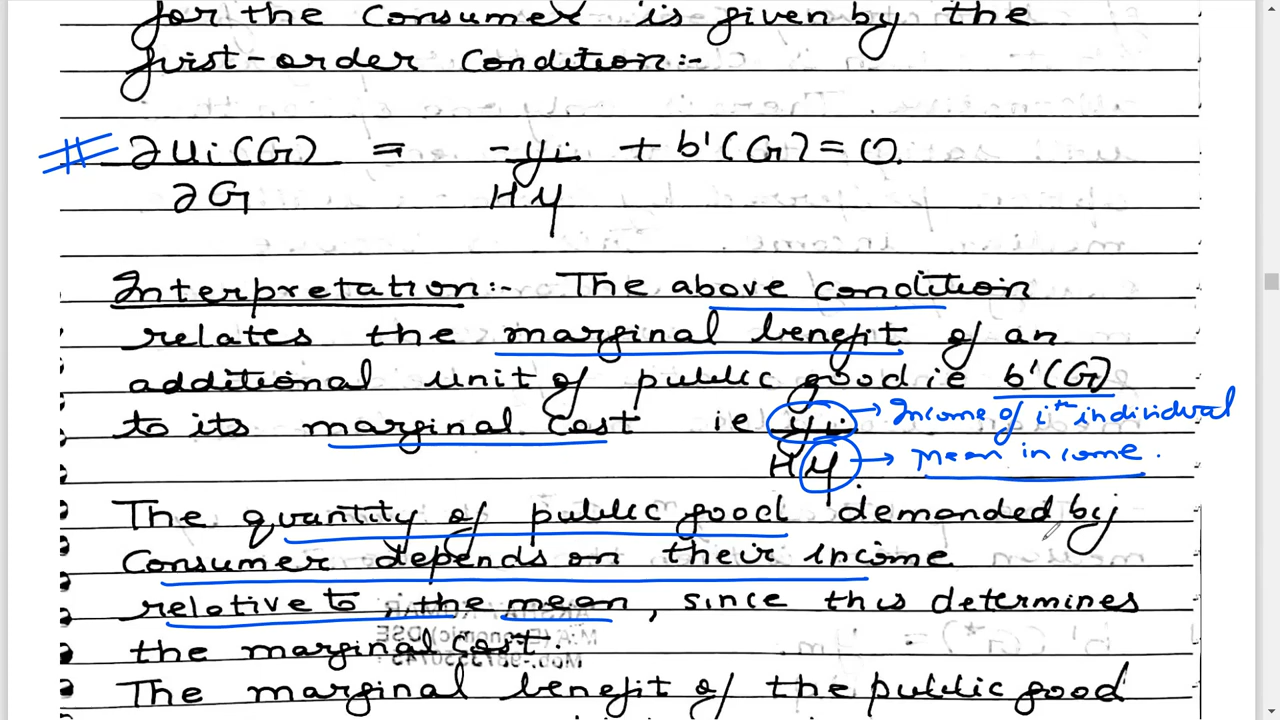 for the Consumer is given by the
first-order Condition:-
# ∂Ui(G) = -yi + b'(G) = 0.
∂G Hy
Interpretation:- The above condition
relates the marginal benefit of an
additional unit of public good ie b'(G)
to its marginal cost ie yi → Income of ith individual
Hy → Mean income.
The quantity of public good demanded by
Consumer depends on their income
relative to the mean, since this determines
the marginal cost.
The marginal benefit of the public good